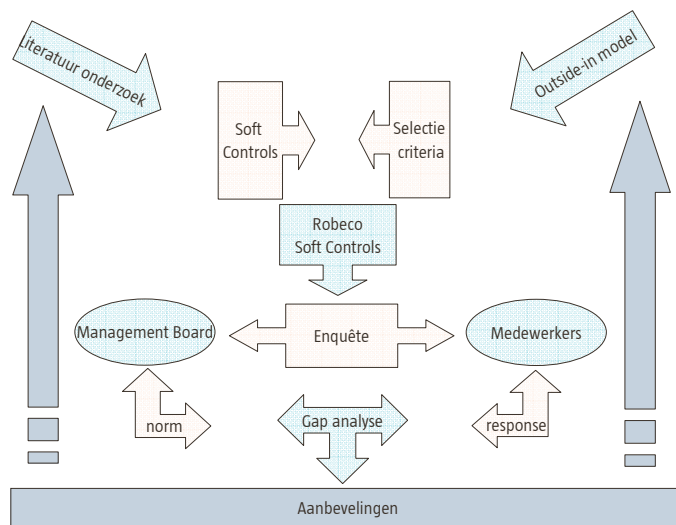 Literatuur onderzoek
Outside-in model
Soft
Controls
Selectie
criteria
Robeco
Soft Controls
Management Board
Enquête
Medewerkers
norm
Gap analyse
response
Aanbevelingen